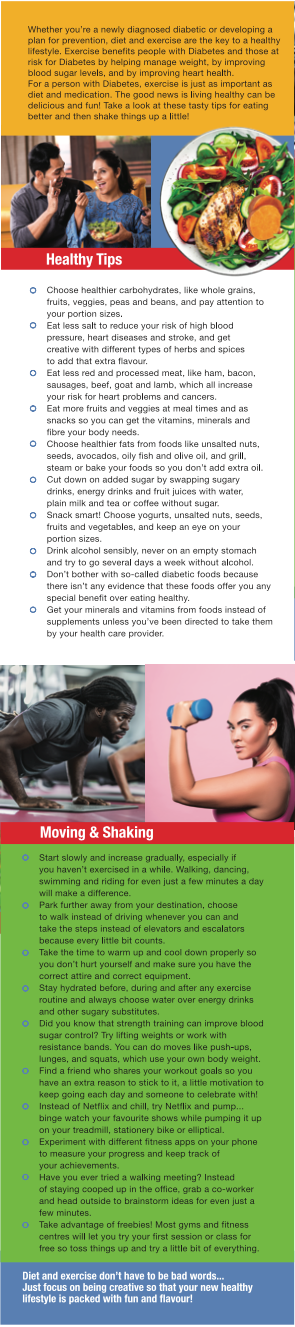 Whether you're a newly diagnosed diabetic or developing a
plan for prevention, diet and exercise are the key to a healthy
lifestyle. Exercise benefits people with Diabetes and those at
risk for Diabetes by helping manage weight, by improving
blood sugar levels, and by improving heart health.
For a person with Diabetes, exercise is just as important as
diet and medication. The good news is living healthy can be
delicious and fun! Take a look at these tasty tips for eating
better and then shake things up a little!
Healthy Tips
Choose healthier carbohydrates, like whole grains,
fruits, veggies, peas and beans, and pay attention to
your portion sizes.
Eat less salt to reduce your risk of high blood
pressure, heart diseases and stroke, and get
creative with different types of herbs and spices
to add that extra flavour.
Eat less red and processed meat, like ham, bacon,
sausages, beef, goat and lamb, which all increase
your risk for heart problems and cancers.
Eat more fruits and veggies at meal times and as
snacks so you can get the vitamins, minerals and
fibre your body needs.
Choose healthier fats from foods like unsalted nuts,
seeds, avocados, oily fish and olive oil, and grill,
steam or bake your foods so you don't add extra oil.
Cut down on added sugar by swapping sugary
drinks, energy drinks and fruit juices with water,
plain milk and tea or coffee without sugar.
Snack smart! Choose yogurts, unsalted nuts, seeds,
fruits and vegetables, and keep an eye on your
portion sizes.
Drink alcohol sensibly, never on an empty stomach
and try to go several days a week without alcohol.
Don't bother with so-called diabetic foods because
there isn't any evidence that these foods offer you any
special benefit over eating healthy.
Get your minerals and vitamins from foods instead of
supplements unless you've been directed to take them
by your health care provider.
Moving & Shaking
Start slowly and increase gradually, especially if
you haven't exercised in a while. Walking, dancing,
swimming and riding for even just a few minutes a day
will make a difference.
Park further away from your destination, choose
to walk instead of driving whenever you can and
take the steps instead of elevators and escalators
because every little bit counts.
Take the time to warm up and cool down properly so
you don't hurt yourself and make sure you have the
correct attire and correct equipment.
Stay hydrated before, during and after any exercise
routine and always choose water over energy drinks
and other sugary substitutes.
Did you know that strength training can improve blood
sugar control? Try lifting weights or work with
resistance bands. You can do moves like push-ups,
lunges, and squats, which use your own body weight.
Find a friend who shares your workout goals so you
have an extra reason to stick to it, a little motivation to
keep going each day and someone to celebrate with!
Instead of Netflix and chill, try Netflix and pump...
binge watch your favourite shows while pumping it up
on your treadmill, stationery bike or elliptical.
Experiment with different fitness apps on your phone
to measure your progress and keep track of
your achievements.
Have you ever tried a walking meeting? Instead
of staying cooped up in the office, grab a co-worker
and head outside to brainstorm ideas for even just a
few minutes.
Take advantage of freebies! Most gyms and fitness
centres will let you try your first session or class for
free so toss things up and try a little bit of everything.
Diet and exercise don't have to be bad words...
Just focus on being creative so that your new healthy
lifestyle is packed with fun and flavour!